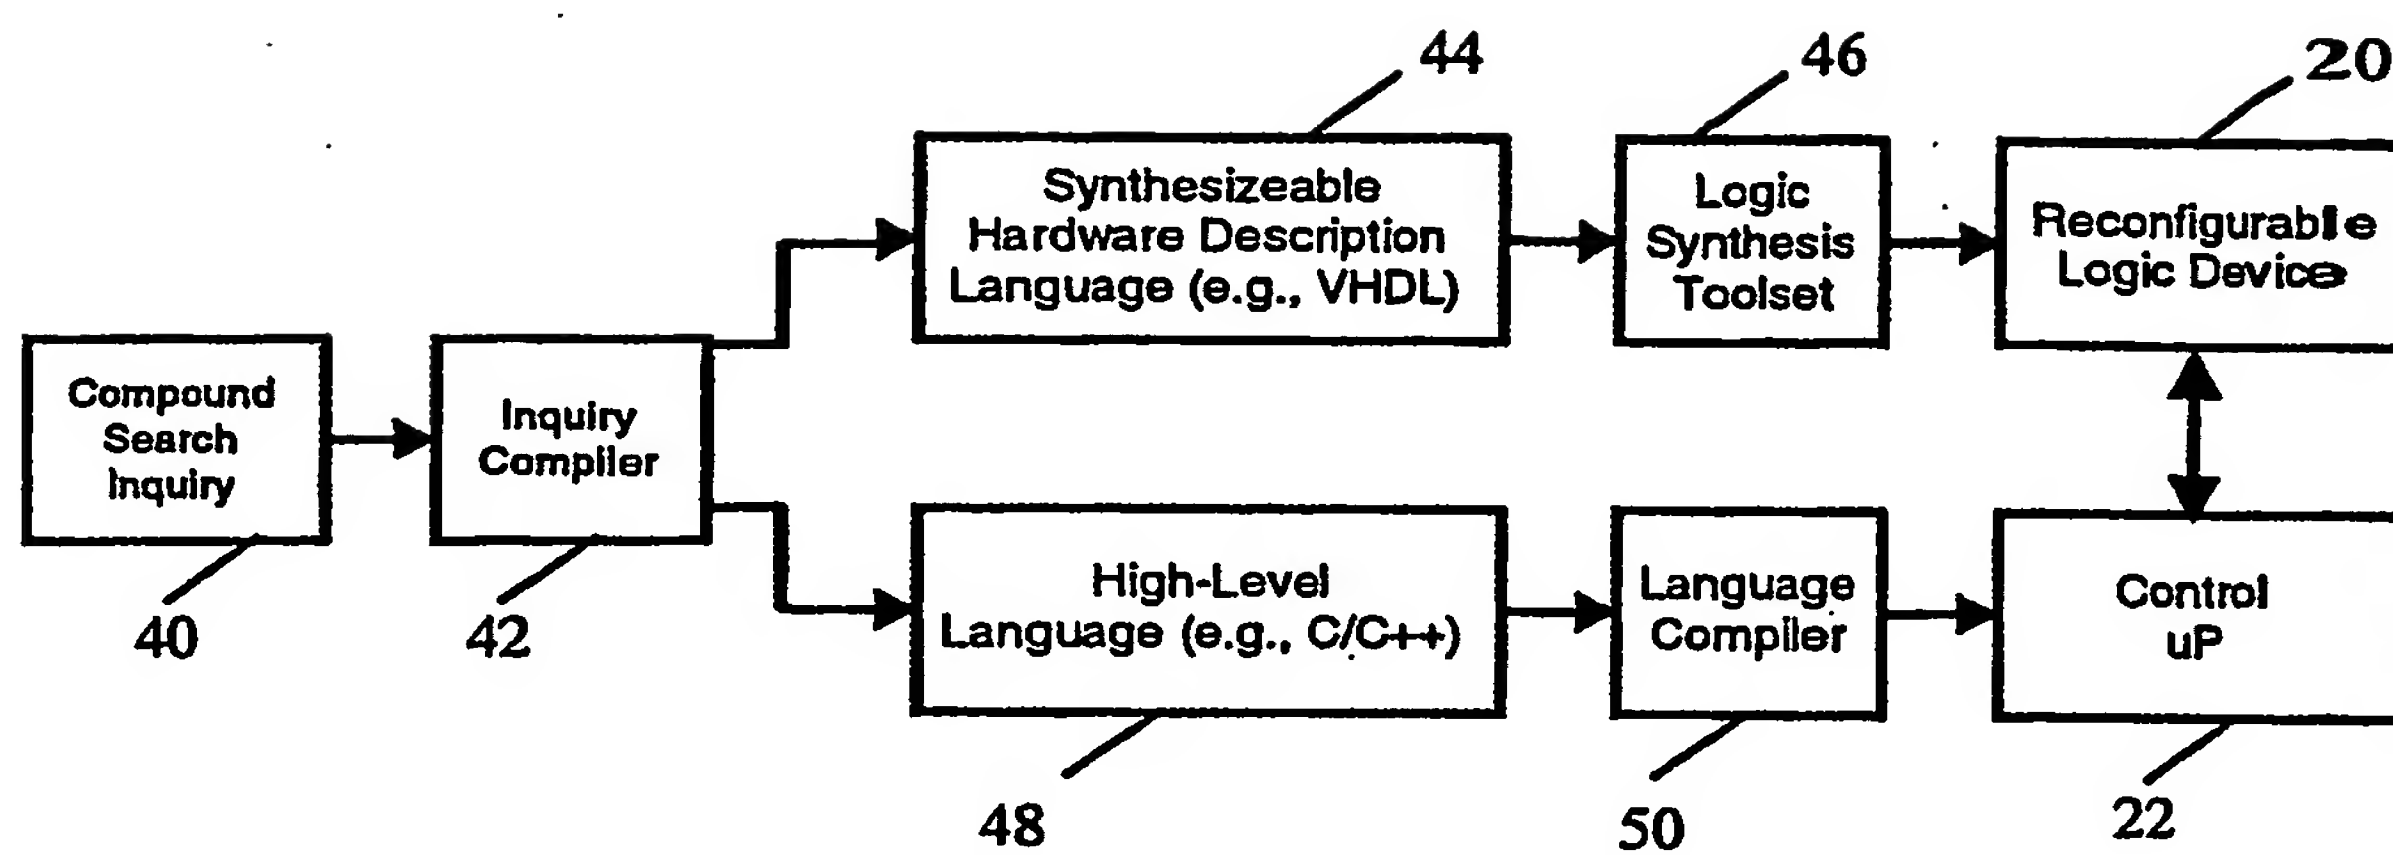 44
46
20
Synthesizeable
Hardware Description
Language (e.g., VHDL)
Logic
Synthesis
Toolset
Reconfigurable
Logic Device
Compound
Search
Inquiry
Inquiry
Compiler
High-Level
Language (e.g., C/C++)
Language
Compiler
Control
uP
40
42
48
50
22